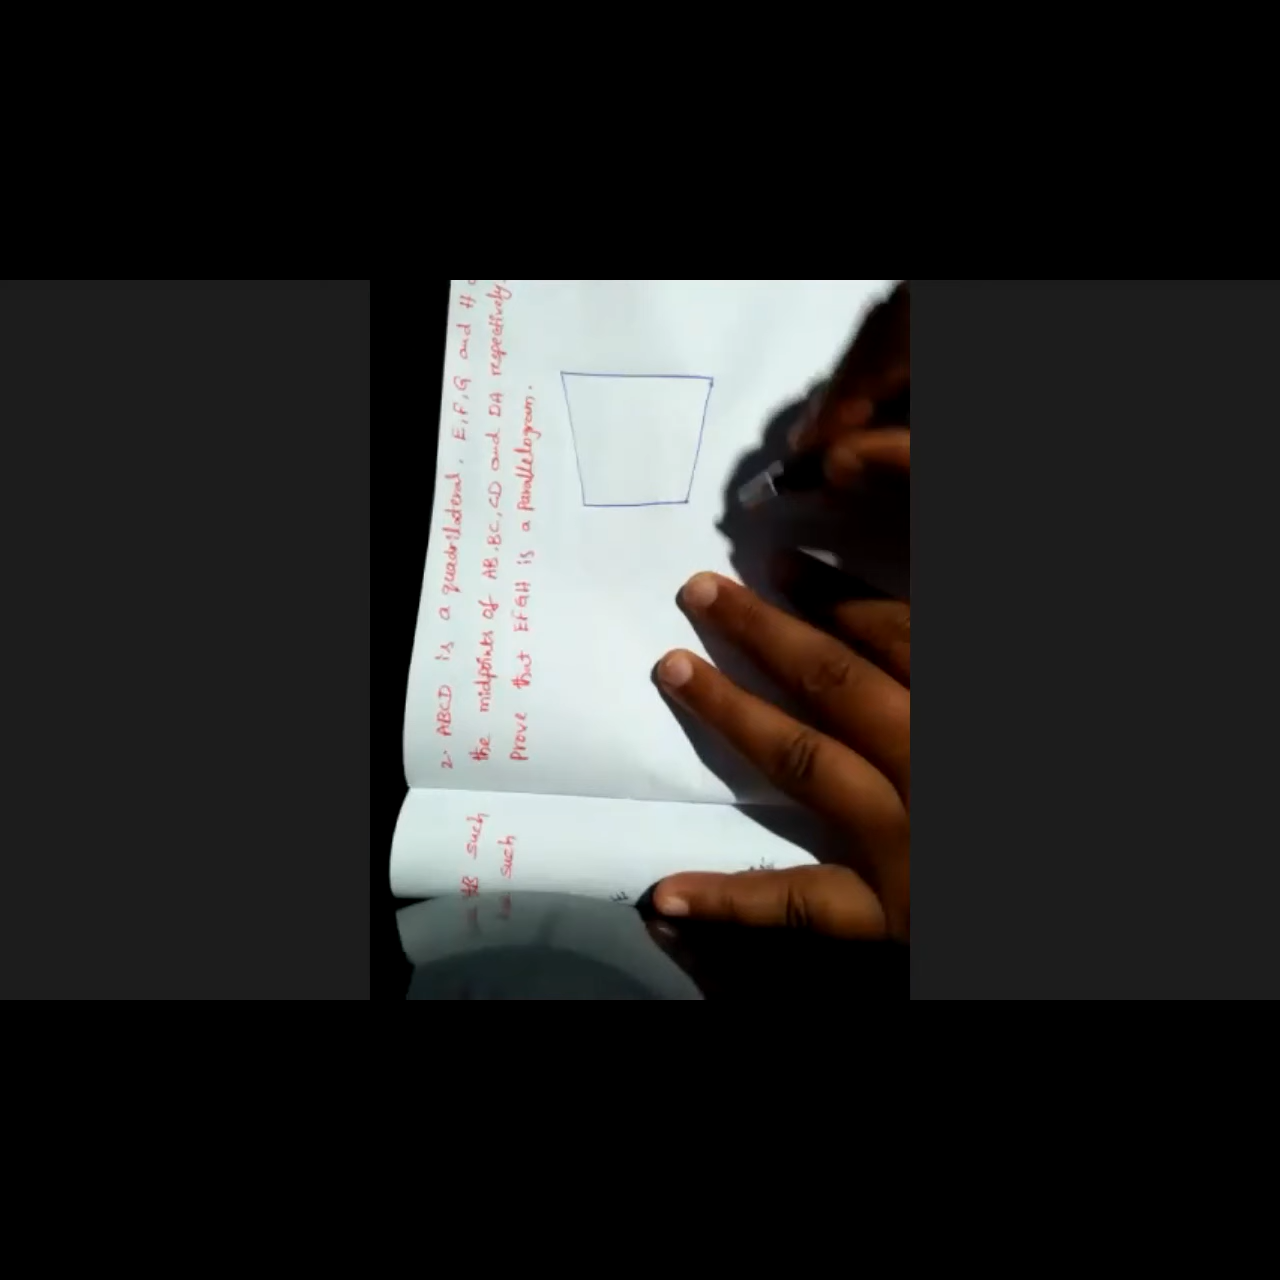 2. ABCD is a quadrilateral. E, F, G and H
the midpoints of AB, BC, CD and DA respectively.
Prove that EFGH is a parallelogram.
AB such
such